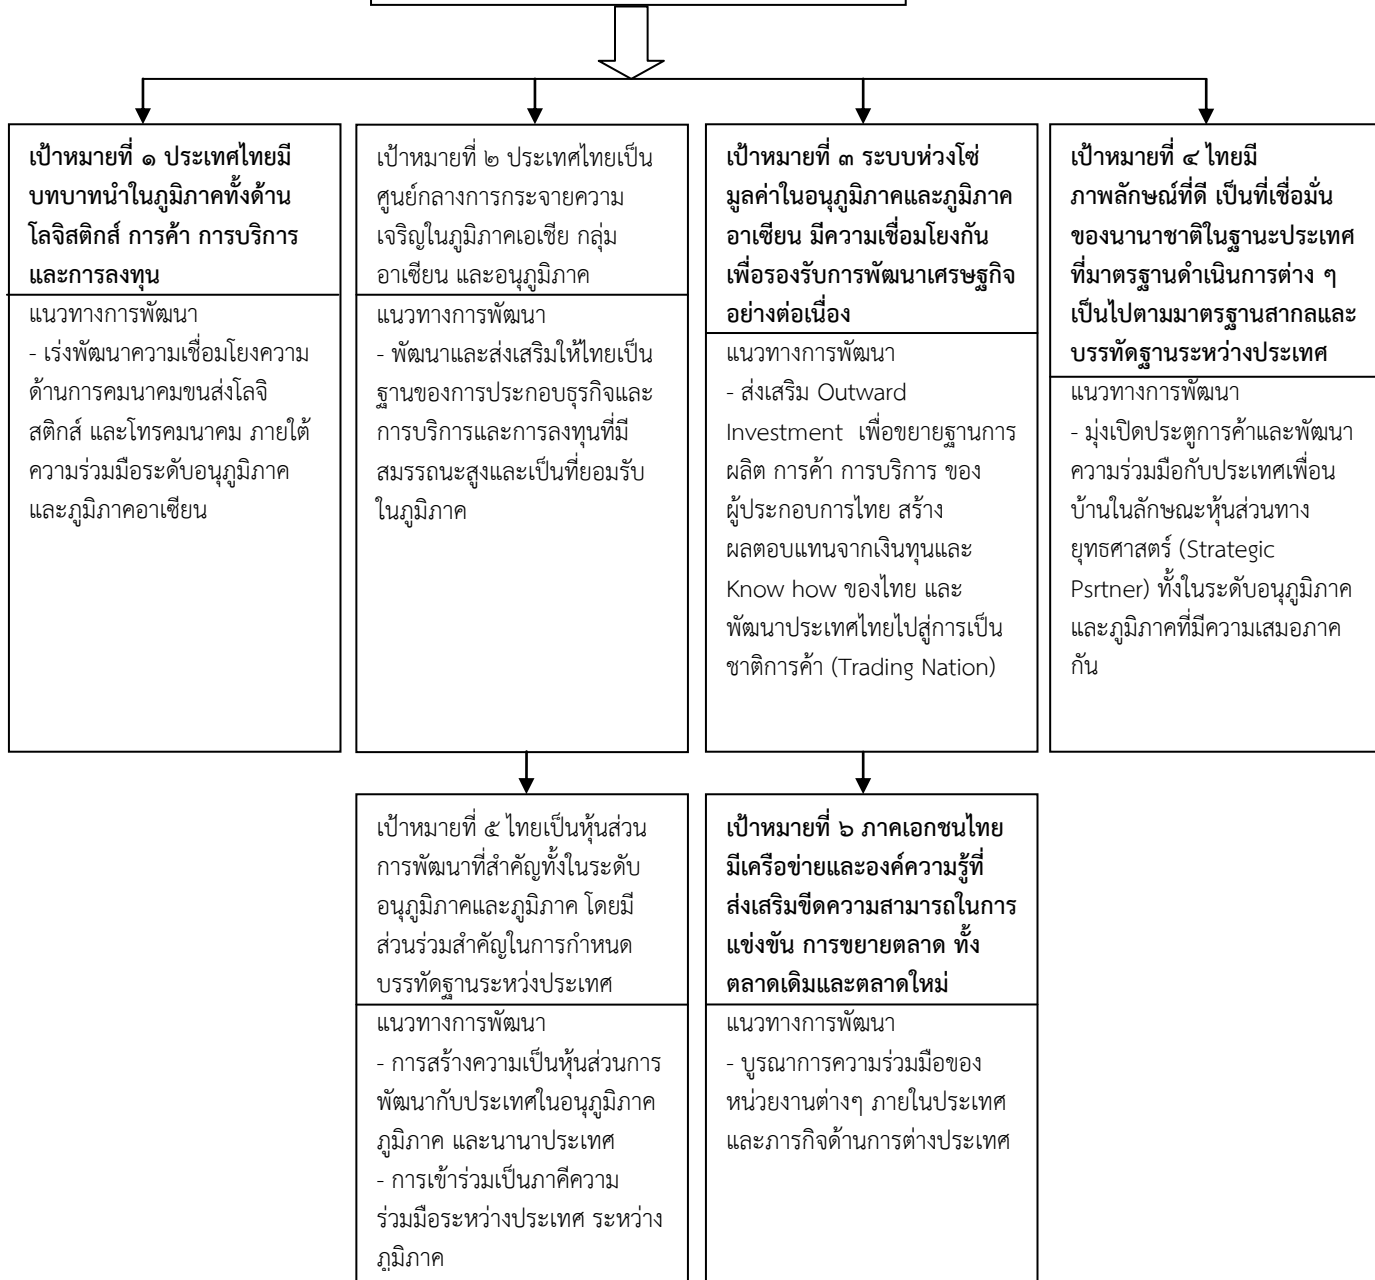 เป้าหมายที่ ๑ ประเทศไทยมี
บทบาทนำในภูมิภาคทั้งด้าน
โลจิสติกส์ การค้า การบริการ
และการลงทุน
แนวทางการพัฒนา
- เร่งพัฒนาความเชื่อมโยงความ
ด้านการคมนาคมขนส่งโลจิ
สติกส์ และโทรคมนาคม ภายใต้
ความร่วมมือระดับอนุภูมิภาค
และภูมิภาคอาเซียน
เป้าหมายที่ ๒ ประเทศไทยเป็น
ศูนย์กลางการกระจายความ
เจริญในภูมิภาคเอเชีย กลุ่ม
อาเซียน และอนุภูมิภาค
แนวทางการพัฒนา
- พัฒนาและส่งเสริมให้ไทยเป็น
ฐานของการประกอบธุรกิจและ
การบริการและการลงทุนที่มี
สมรรถนะสูงและเป็นที่ยอมรับ
ในภูมิภาค
เป้าหมายที่ ๓ ระบบห่วงโซ่
มูลค่าในอนุภูมิภาคและภูมิภาค
อาเซียน มีความเชื่อมโยงกัน
เพื่อรองรับการพัฒนาเศรษฐกิจ
อย่างต่อเนื่อง
แนวทางการพัฒนา
- ส่งเสริม Outward
Investment เพื่อขยายฐานการ
ผลิต การค้า การบริการ ของ
ผู้ประกอบการไทย สร้าง
ผลตอบแทนจากเงินทุนและ
Know how ของไทย และ
พัฒนาประเทศไทยไปสู่การเป็น
ชาติการค้า (Trading Nation)
เป้าหมายที่ ๔ ไทยมี
ภาพลักษณ์ที่ดี เป็นที่เชื่อมั่น
ของนานาชาติในฐานะประเทศ
ที่มาตรฐานดำเนินการต่าง ๆ
เป็นไปตามมาตรฐานสากลและ
บรรทัดฐานระหว่างประเทศ
แนวทางการพัฒนา
- มุ่งเปิดประตูการค้าและพัฒนา
ความร่วมมือกับประเทศเพื่อน
บ้านในลักษณะหุ้นส่วนทาง
ยุทธศาสตร์ (Strategic
Psrtner) ทั้งในระดับอนุภูมิภาค
และภูมิภาคที่มีความเสมอภาค
กัน
เป้าหมายที่ ๕ ไทยเป็นหุ้นส่วน
การพัฒนาที่สำคัญทั้งในระดับ
อนุภูมิภาคและภูมิภาค โดยมี
ส่วนร่วมสำคัญในการกำหนด
บรรทัดฐานระหว่งประเทศ
แนวทางการพัฒนา
- การสร้างความเป็นหุ้นส่วนการ
พัฒนากับประเทศในอนุภูมิภาค
ภูมิภาค และนานาประเทศ
- การเข้าร่วมเป็นภาคีความ
ร่วมมือระหว่างประเทศ ระหว่าง
ภูมิภาค
เป้าหมายที่ ๖ ภาคเอกชนไทย
มีเครือข่ายและองค์ความรู้ที่
ส่งเสริมขีดความสามารถในการ
แข่งขัน การขยายตลาด ทั้ง
ตลาดเดิมและตลาดใหม่
แนวทางการพัฒนา
- บูรณาการความร่วมมือของ
หน่วยงานต่างๆ ภายในประเทศ
และภารกิจด้านการต่างประเทศ